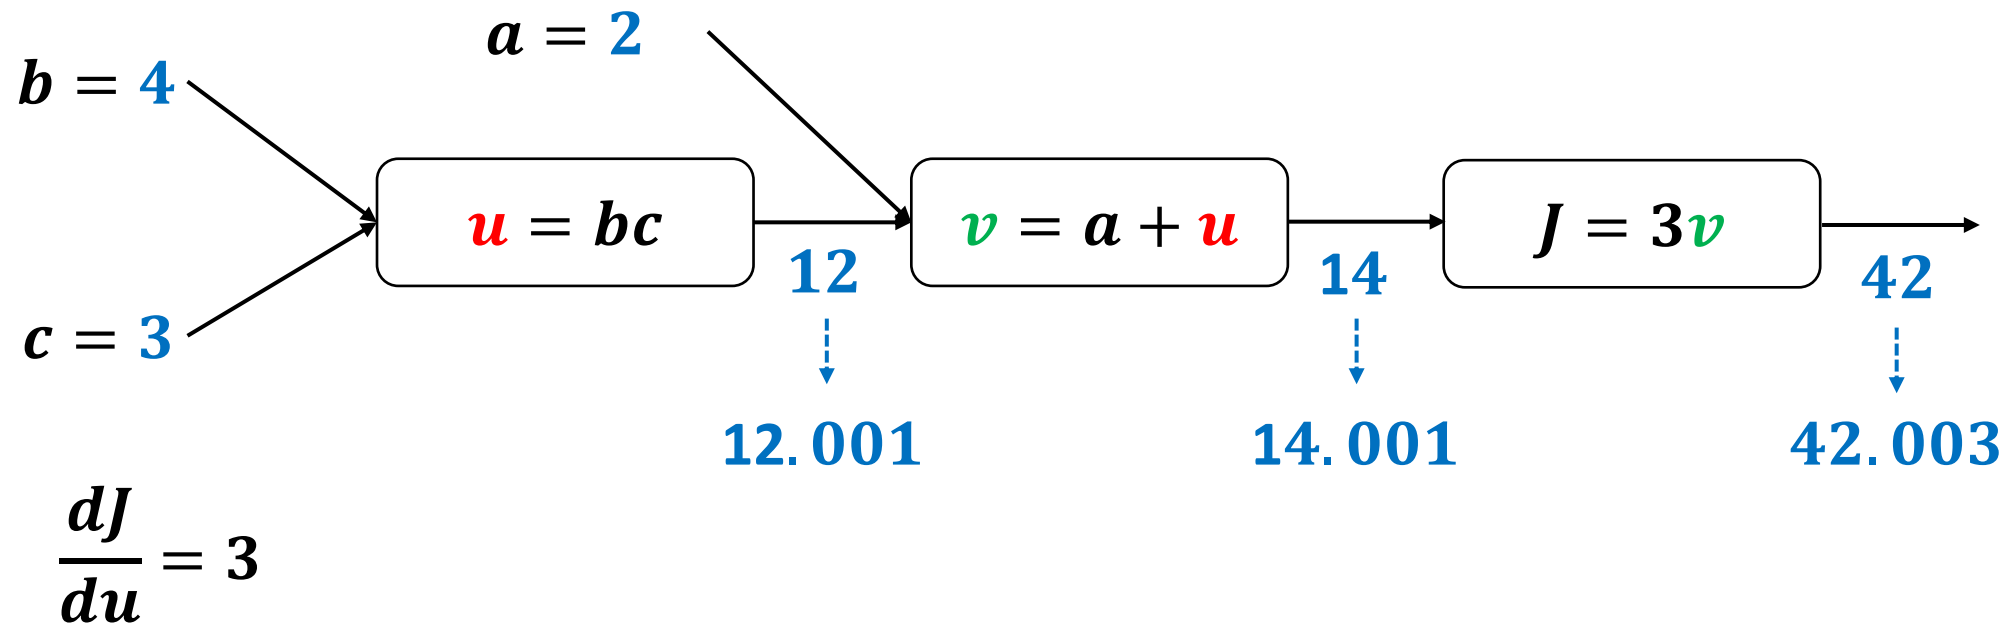 a = 2
b = 4
u = bc
v = a + u
J = 3v
12
14
42
c = 3
12.001
14.001
42.003
dJ/du = 3